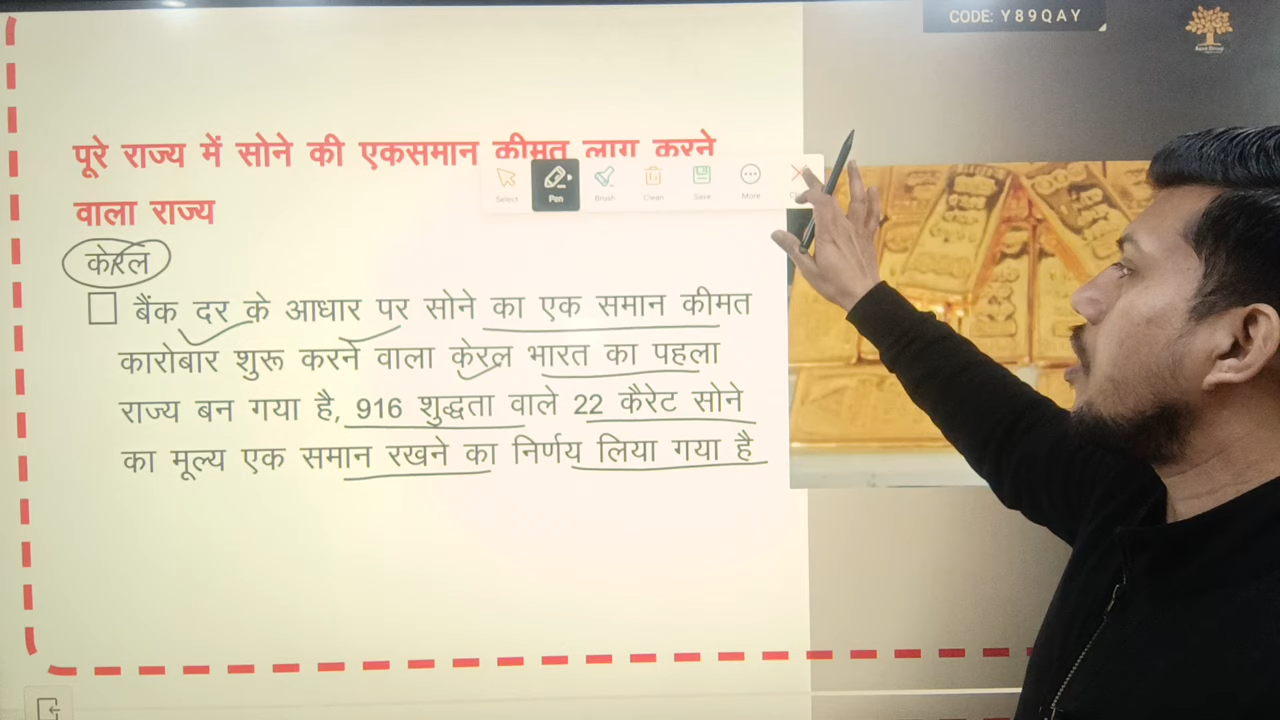 CODE: Y89QAY
पूरे राज्य में सोने की एकसमान कीमत लागू करने
वाला राज्य
Select Pen Brush Clean Save More
केरल
बैंक दर के आधार पर सोने का एक समान कीमत
कारोबार शुरू करने वाला केरल भारत का पहला
राज्य बन गया है, 916 शुद्धता वाले 22 कैरेट सोने
का मूल्य एक समान रखने का निर्णय लिया गया है